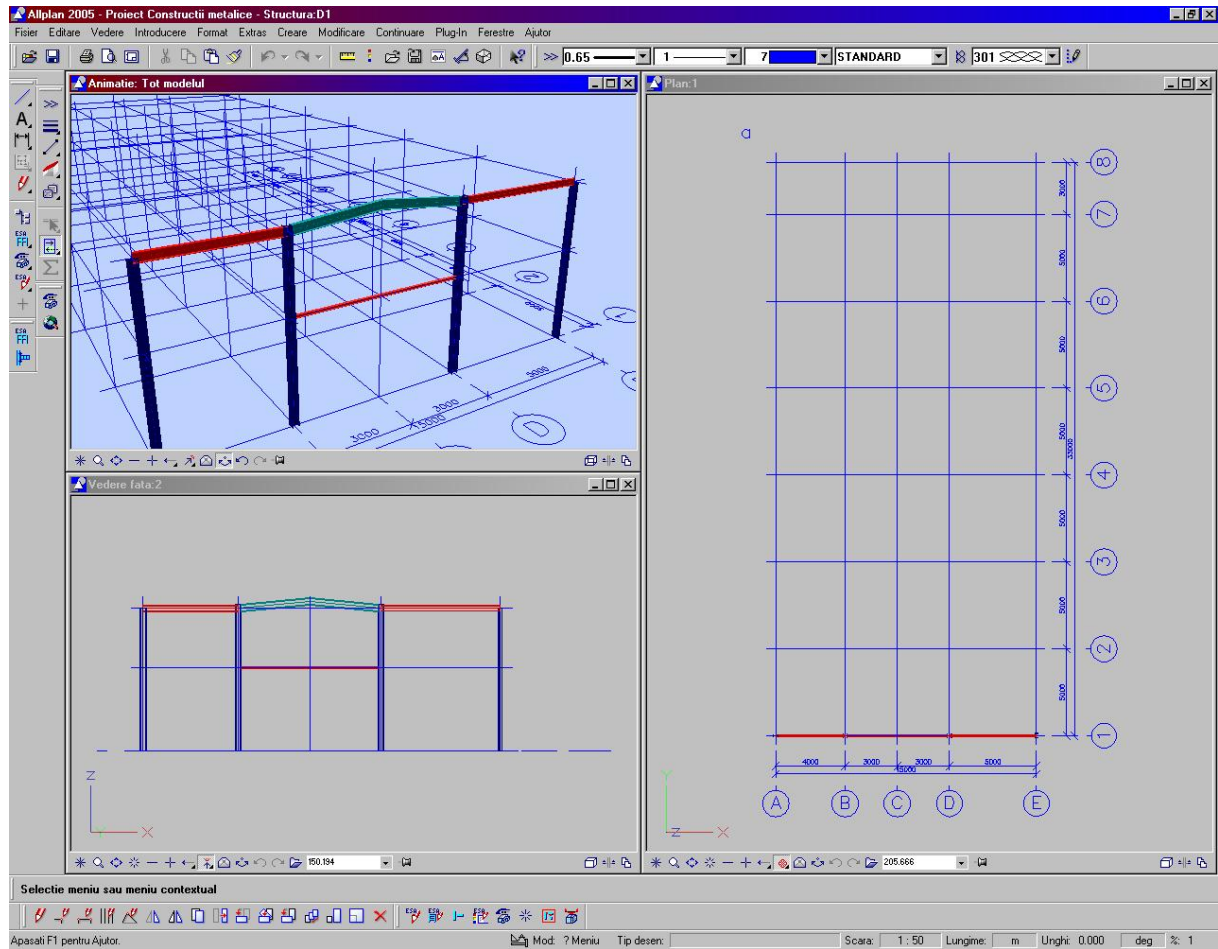 Allplan 2005 - Proiect Constructii metalice - Structura:D1
Fisier Editare Vedere Introducere Format Extras Creare Modificare Continuare Plug-In Ferestre Ajutor
0.65 1 7 STANDARD 301
Animatie: Tot modelul
3000 3000 5000
15000
D
Vedere fata:2
Z
Y X
150.194
Plan:1
a
8
3000
7
5000
6
5000
5
5000
33000
4
5000
3
5000
2
5000
1
4000 3000 3000 5000
15000
A B C D E
Y
Z X
205.666
Selectie meniu sau meniu contextual
Apasati F1 pentru Ajutor. Mod: ? Meniu Tip desen: Scara: 1 : 50 Lungime: m Unghi: 0.000 deg %: 1